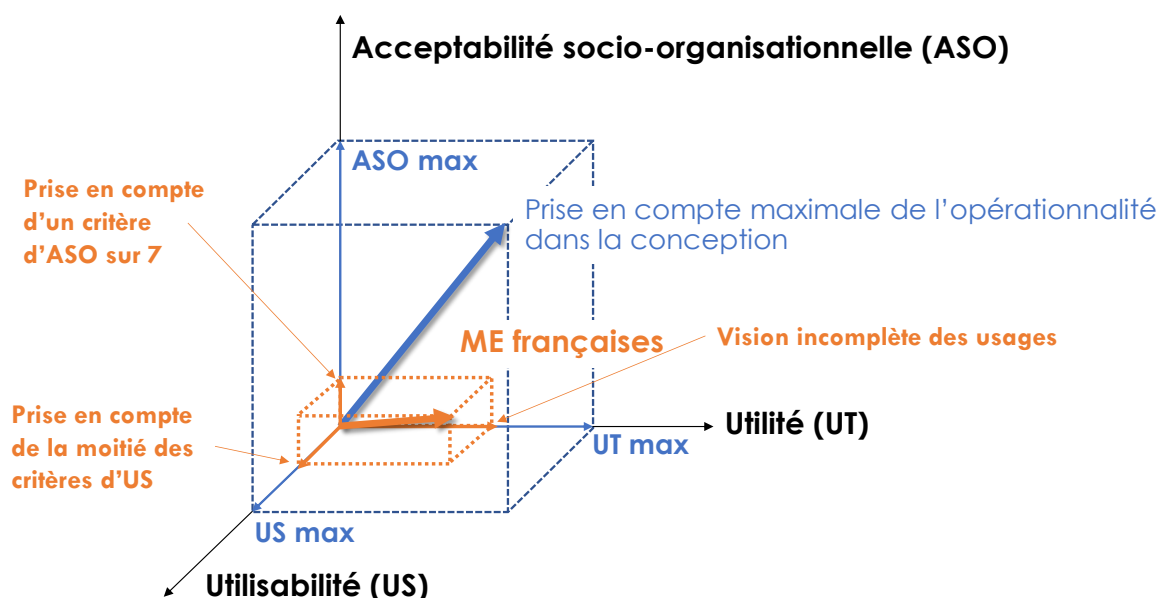 Acceptabilité socio-organisationnelle (ASO)
ASO max
Prise en compte
d’un critère
d’ASO sur 7
Prise en compte maximale de l’opérationnalité
dans la conception
ME françaises
Vision incomplète des usages
Prise en compte
de la moitié des
critères d’US
Utilité (UT)
UT max
US max
Utilisabilité (US)